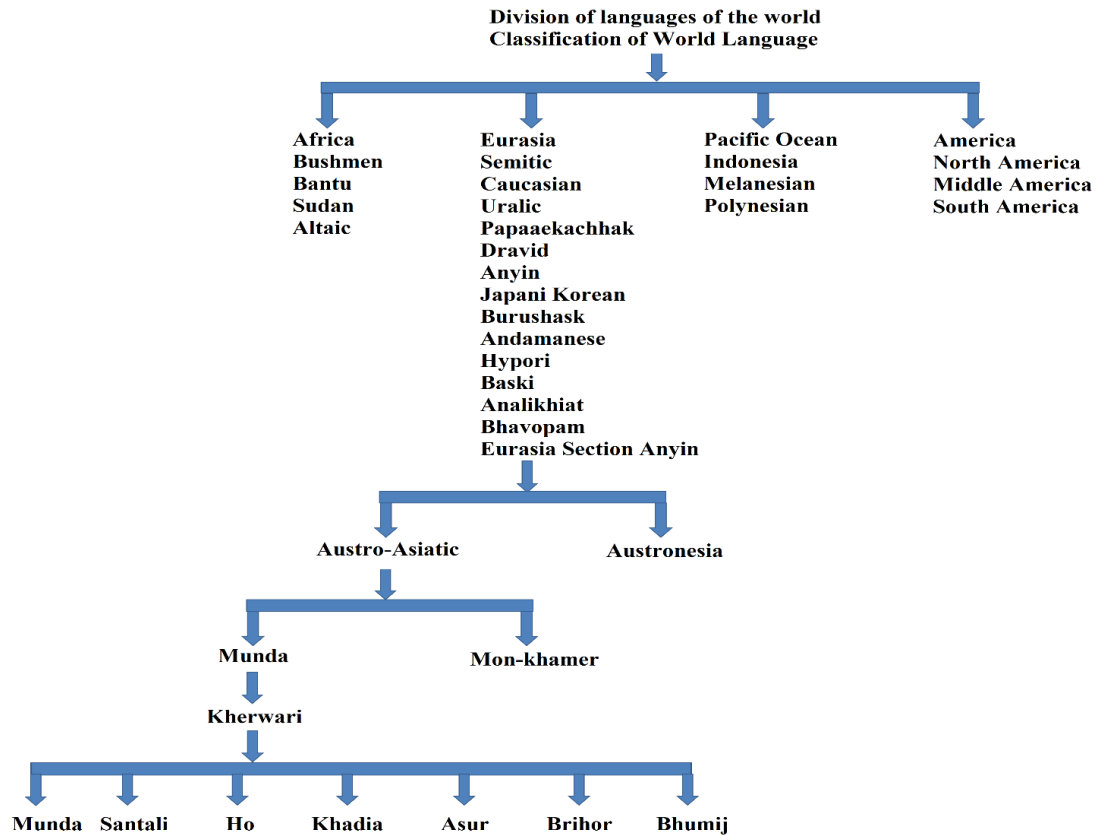 Division of languages of the world
Classification of World Language
Africa
Bushmen
Bantu
Sudan
Altaic
Eurasia
Semitic
Caucasian
Uralic
Papaaekachhak
Dravid
Anyin
Japani Korean
Burushask
Andamanese
Hypori
Baski
Analikhiat
Bhavopam
Eurasia Section Anyin
Pacific Ocean
Indonesia
Melanesian
Polynesian
America
North America
Middle America
South America
Austro-Asiatic
Austronesia
Munda
Mon-khamer
Kherwari
Munda
Santali
Ho
Khadia
Asur
Brihor
Bhumij